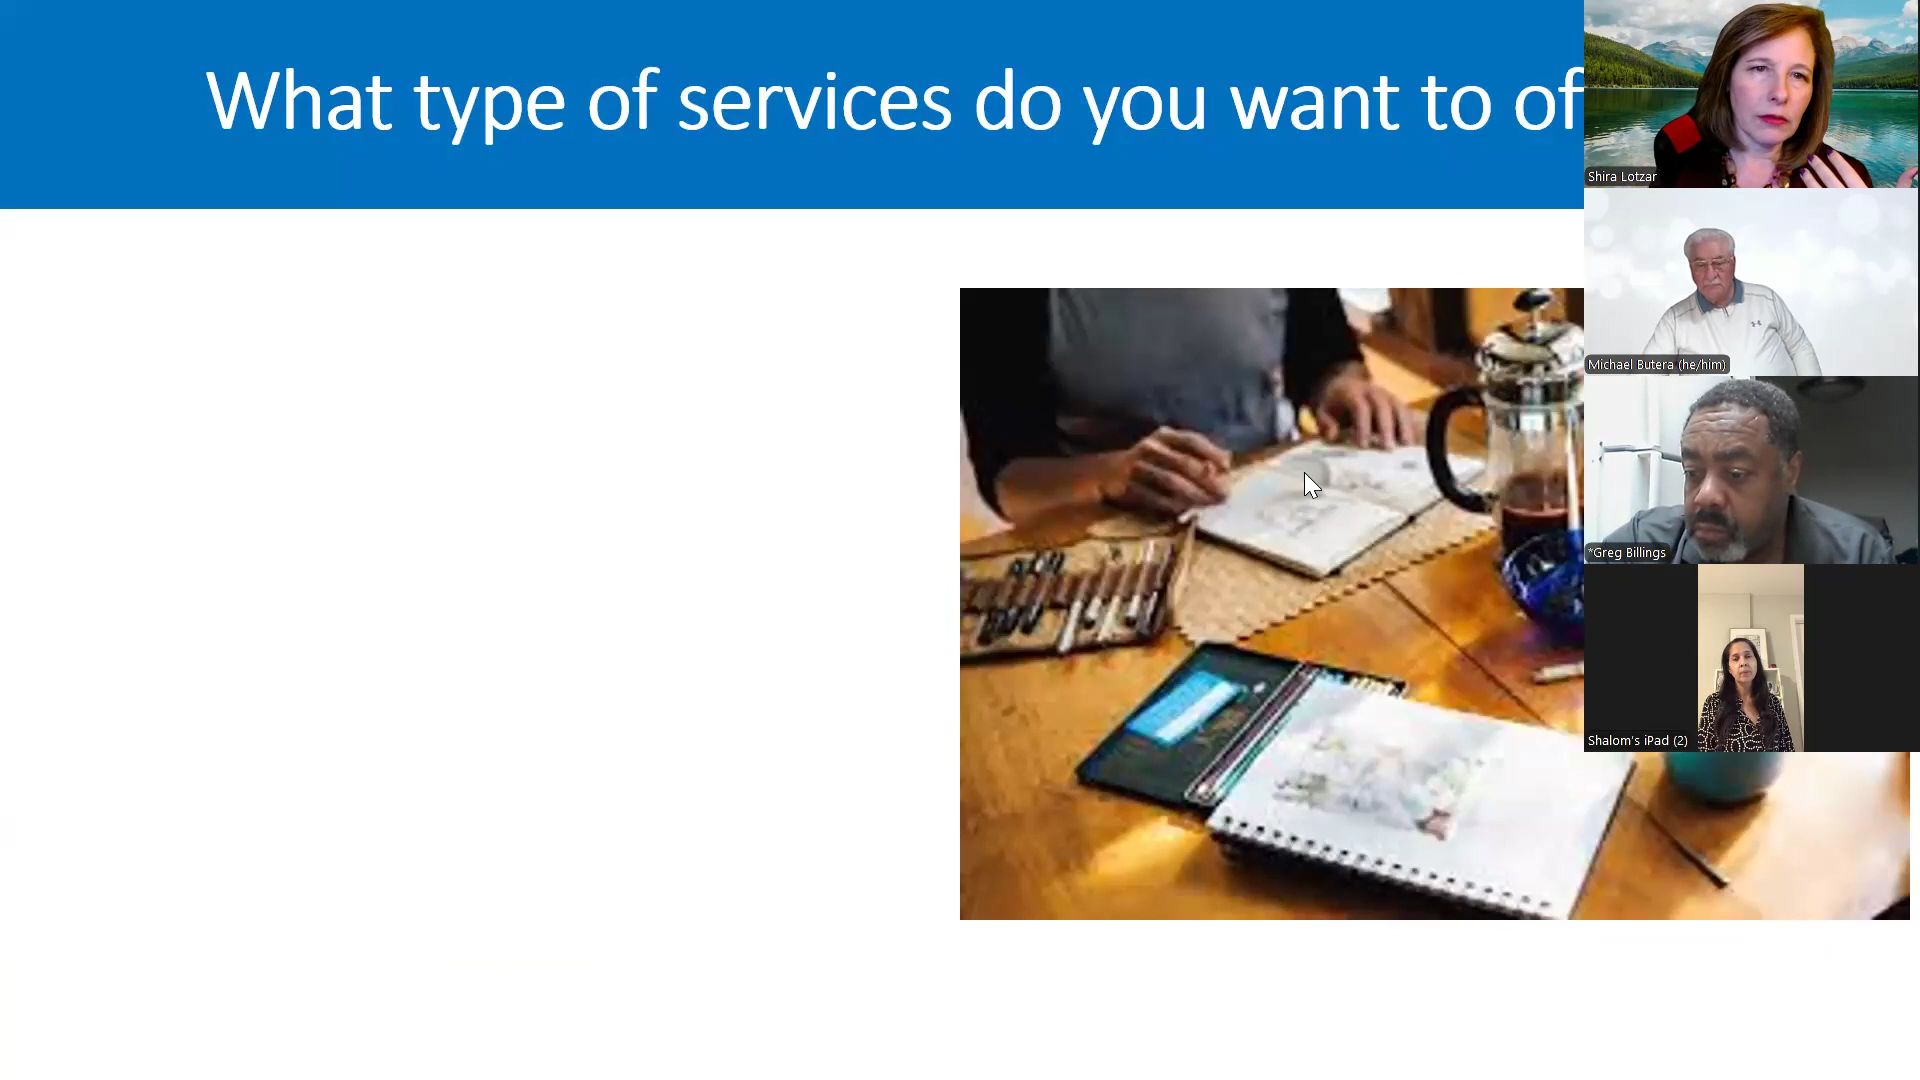 What type of services do you want to of
Shira Lotzar
Michael Butera (he/him)
*Greg Billings
Shalom's iPad (2)